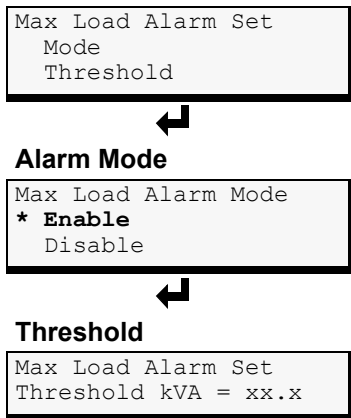 Max Load Alarm Set
Mode
Threshold
Alarm Mode
Max Load Alarm Mode
* Enable
Disable
Threshold
Max Load Alarm Set
Threshold kVA = xx.x